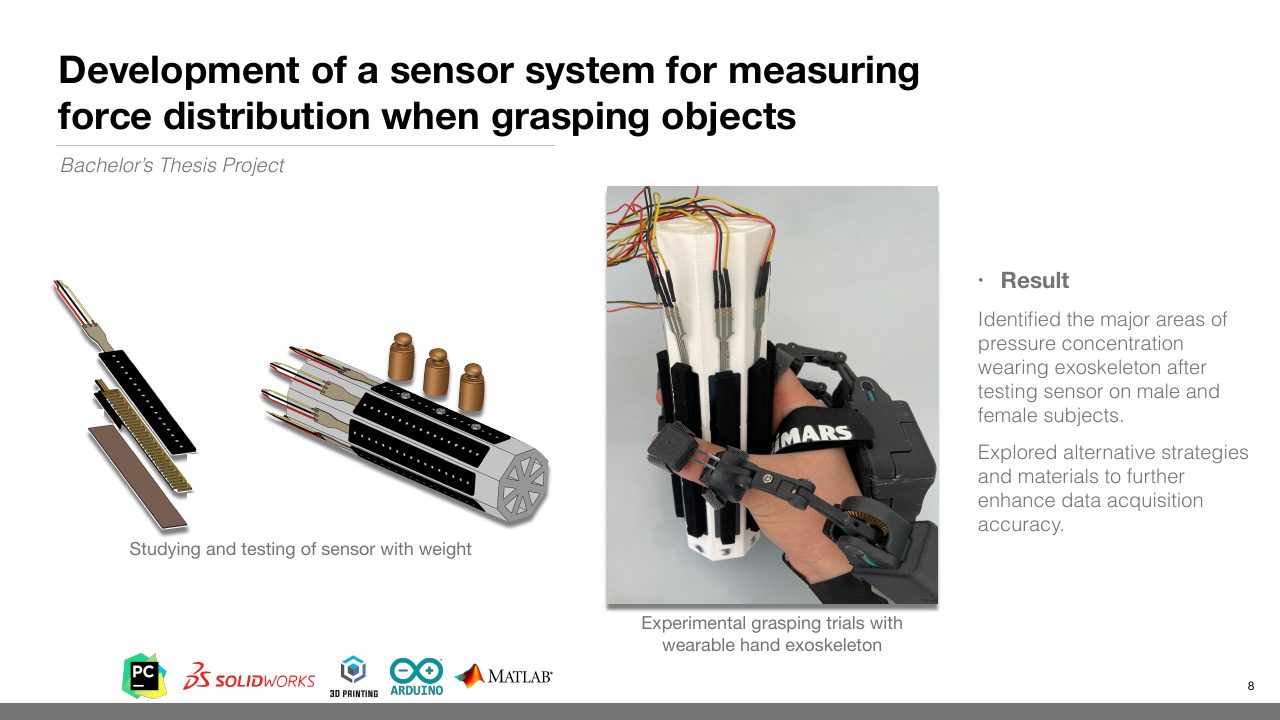 Development of a sensor system for measuring
force distribution when grasping objects
Bachelor's Thesis Project
MARS
• Result
Identified the major areas of
pressure concentration
wearing exoskeleton after
testing sensor on male and
female subjects.
Explored alternative strategies
and materials to further
enhance data acquisition
accuracy.
Studying and testing of sensor with weight
Experimental grasping trials with
wearable hand exoskeleton
PC
SOLIDWORKS
3D PRINTING
ARDUINO
MATLAB
8